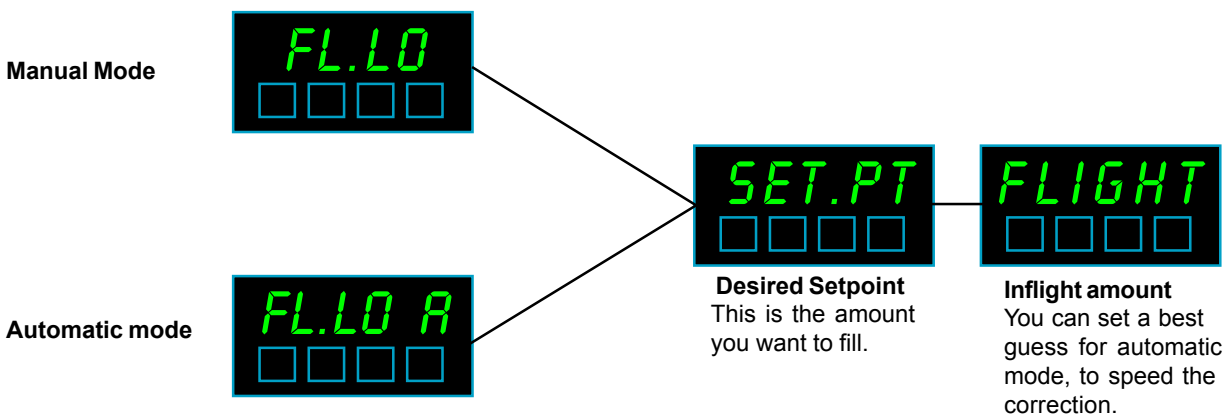 Manual Mode
FL.LO
Automatic mode
FL.LO A
SET.PT
Desired Setpoint
This is the amount
you want to fill.
FLIGHT
Inflight amount
You can set a best
guess for automatic
mode, to speed the
correction.